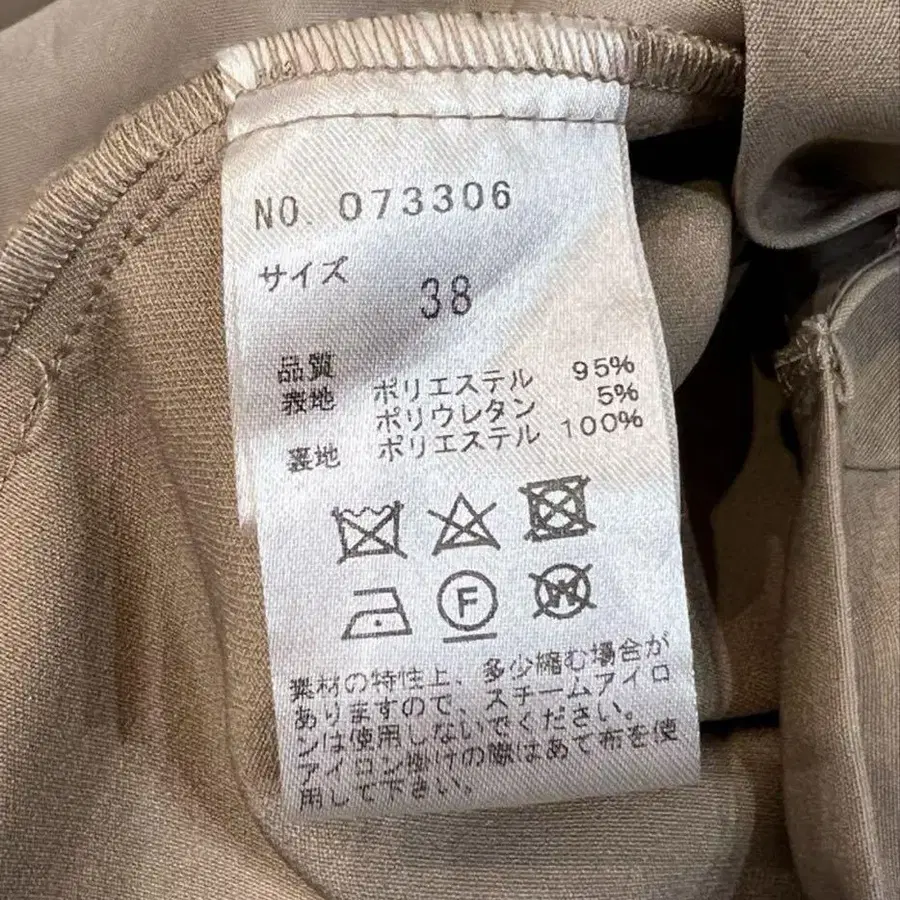 NO. 073306
サイズ
38
品質
表地 ポリエステル 95%
ポリウレタン 5%
裏地 ポリエステル 100%
F
W
素材の特性上、多少縮む場合が
ありますので、スチームアイロ
ンは使用しないでください。
アイロン掛けの際はあて布を使
用して下さい。